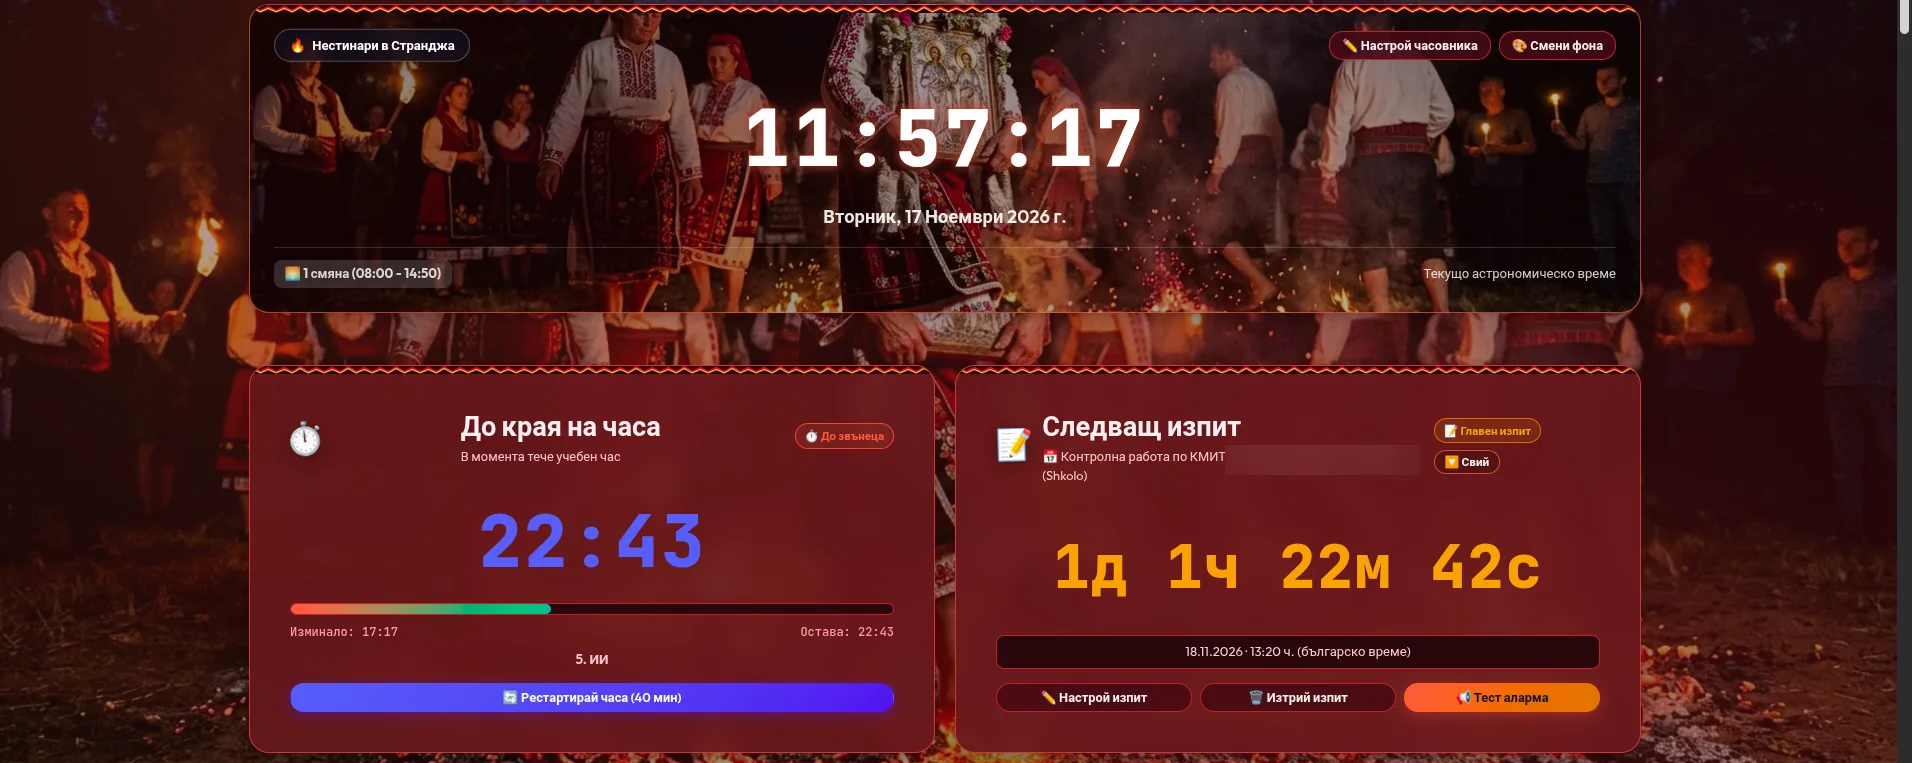 🔥 Нестинари в Странджа
✏️ Настрой часовника
🎨 Смени фона
11:57:17
Вторник, 17 Ноември 2026 г.
🌅 1 смяна (08:00 - 14:50)
Текущо астрономическо време
До края на часа
В момента тече учебен час
⏱️ До звънеца
22:43
Изминало: 17:17
Остава: 22:43
5. ИИ
🔄 Рестартирай часа (40 мин)
Следващ изпит
📅 Контролна работа по КМИТ
(Shkolo)
📝 Главен изпит
🔽 Свий
1д 1ч 22м 42с
18.11.2026 · 13:20 ч. (българско време)
✏️ Настрой изпит
🗑️ Изтрий изпит
📢 Тест аларма